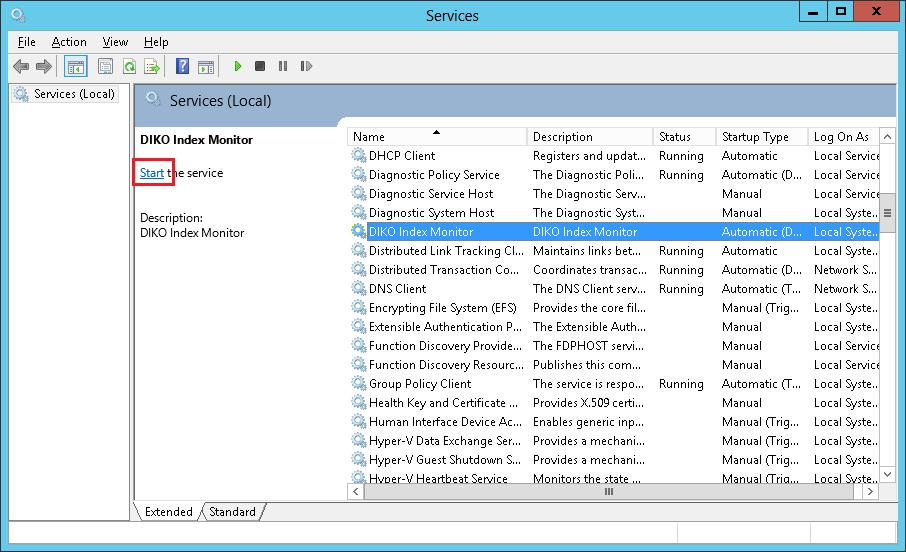 Services
File Action View Help
Services (Local)
Services (Local)
DIKO Index Monitor
Start the service
Description:
DIKO Index Monitor
Name Description Status Startup Type Log On As
DHCP Client Registers and updat... Running Automatic Local Service
Diagnostic Policy Service The Diagnostic Poli... Running Automatic (D... Local Service
Diagnostic Service Host The Diagnostic Serv... Manual Local Service
Diagnostic System Host The Diagnostic Syst... Manual Local Syste...
DIKO Index Monitor DIKO Index Monitor Automatic (D... Local Syste...
Distributed Link Tracking Cl... Maintains links bet... Running Automatic Local Syste...
Distributed Transaction Co... Coordinates transac... Running Automatic (D... Network S...
DNS Client The DNS Client serv... Running Automatic (T... Network S...
Encrypting File System (EFS) Provides the core fil... Manual (Trig... Local Syste...
Extensible Authentication P... The Extensible Auth... Manual Local Syste...
Function Discovery Provide... The FDPHOST servi... Manual Local Service
Function Discovery Resourc... Publishes this com... Manual Local Service
Group Policy Client The service is respo... Running Automatic (T... Local Syste...
Health Key and Certificate ... Provides X.509 certi... Manual Local Syste...
Human Interface Device Ac... Enables generic inp... Manual (Trig... Local Syste...
Hyper-V Data Exchange Ser... Provides a mechani... Manual (Trig... Local Syste...
Hyper-V Guest Shutdown S... Provides a mechani... Manual (Trig... Local Syste...
Hyper-V Heartbeat Service Monitors the state ... Manual (Trig... Local Syste...
Extended Standard